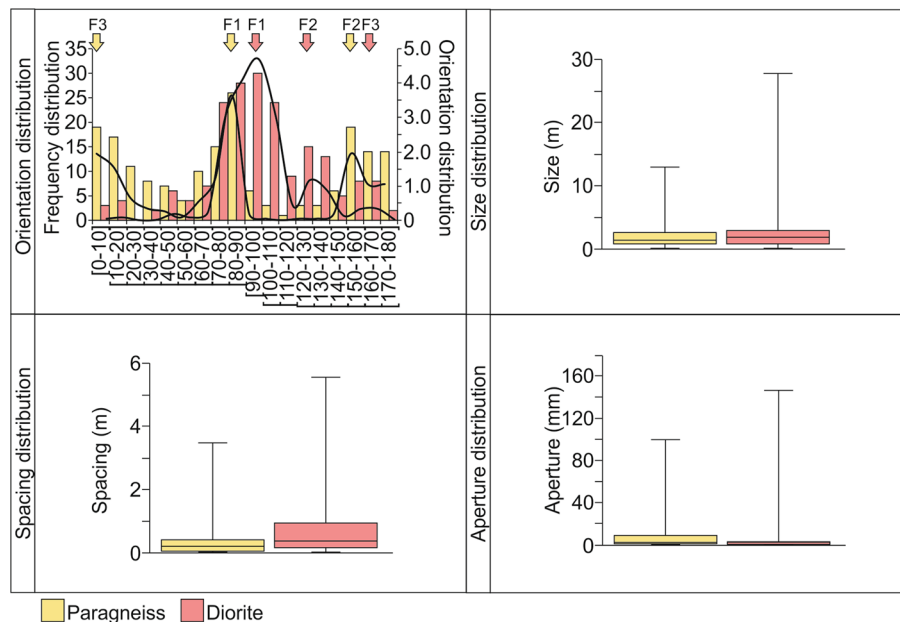 Orientation distribution
Frequency distribution
F3
F1
F1
F2
F2
F3
35
30
25
20
15
10
5
0
5.0
4.0
3.0
2.0
1.0
0
Orientation distribution
[0-10]
[10-20]
[20-30]
[30-40]
[40-50]
[50-60]
[60-70]
[70-80]
[80-90]
[90-100]
[100-110]
[110-120]
[120-130]
[130-140]
[140-150]
[150-160]
[160-170]
[170-180]
Size distribution
Size (m)
30
20
10
0
Spacing distribution
Spacing (m)
6
4
2
0
Aperture distribution
Aperture (mm)
160
120
80
40
0
Paragneiss
Diorite